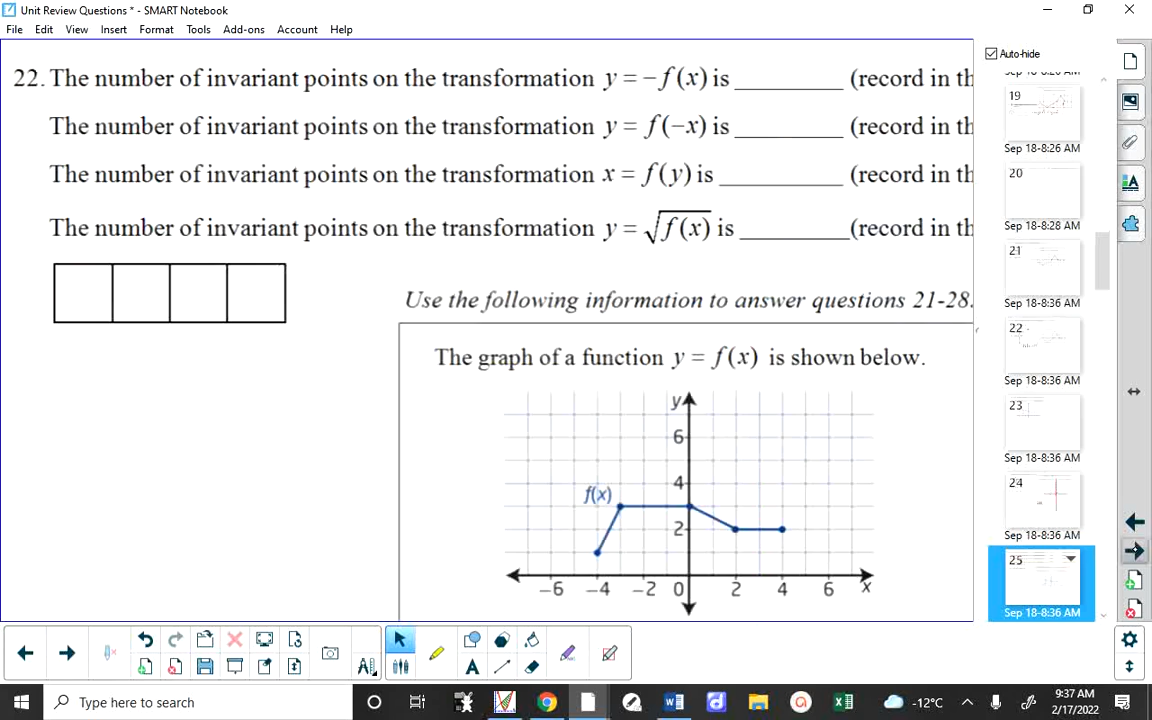 Unit Review Questions * - SMART Notebook
File Edit View Insert Format Tools Add-ons Account Help
22. The number of invariant points on the transformation y = −f(x) is _________ (record in th
The number of invariant points on the transformation y = f(−x) is _________ (record in th
The number of invariant points on the transformation x = f(y) is __________ (record in th
The number of invariant points on the transformation y = √f(x) is _________(record in th
Use the following information to answer questions 21-28.
The graph of a function y = f(x) is shown below.
y
6
4
f(x)
2
−6 −4 −2 0 2 4 6 x
Auto-hide
19
Sep 18-8:26 AM
20
Sep 18-8:28 AM
21
Sep 18-8:36 AM
22
Sep 18-8:36 AM
23
Sep 18-8:36 AM
24
Sep 18-8:36 AM
25
Sep 18-8:36 AM
Type here to search
-12°C
9:37 AM
2/17/2022